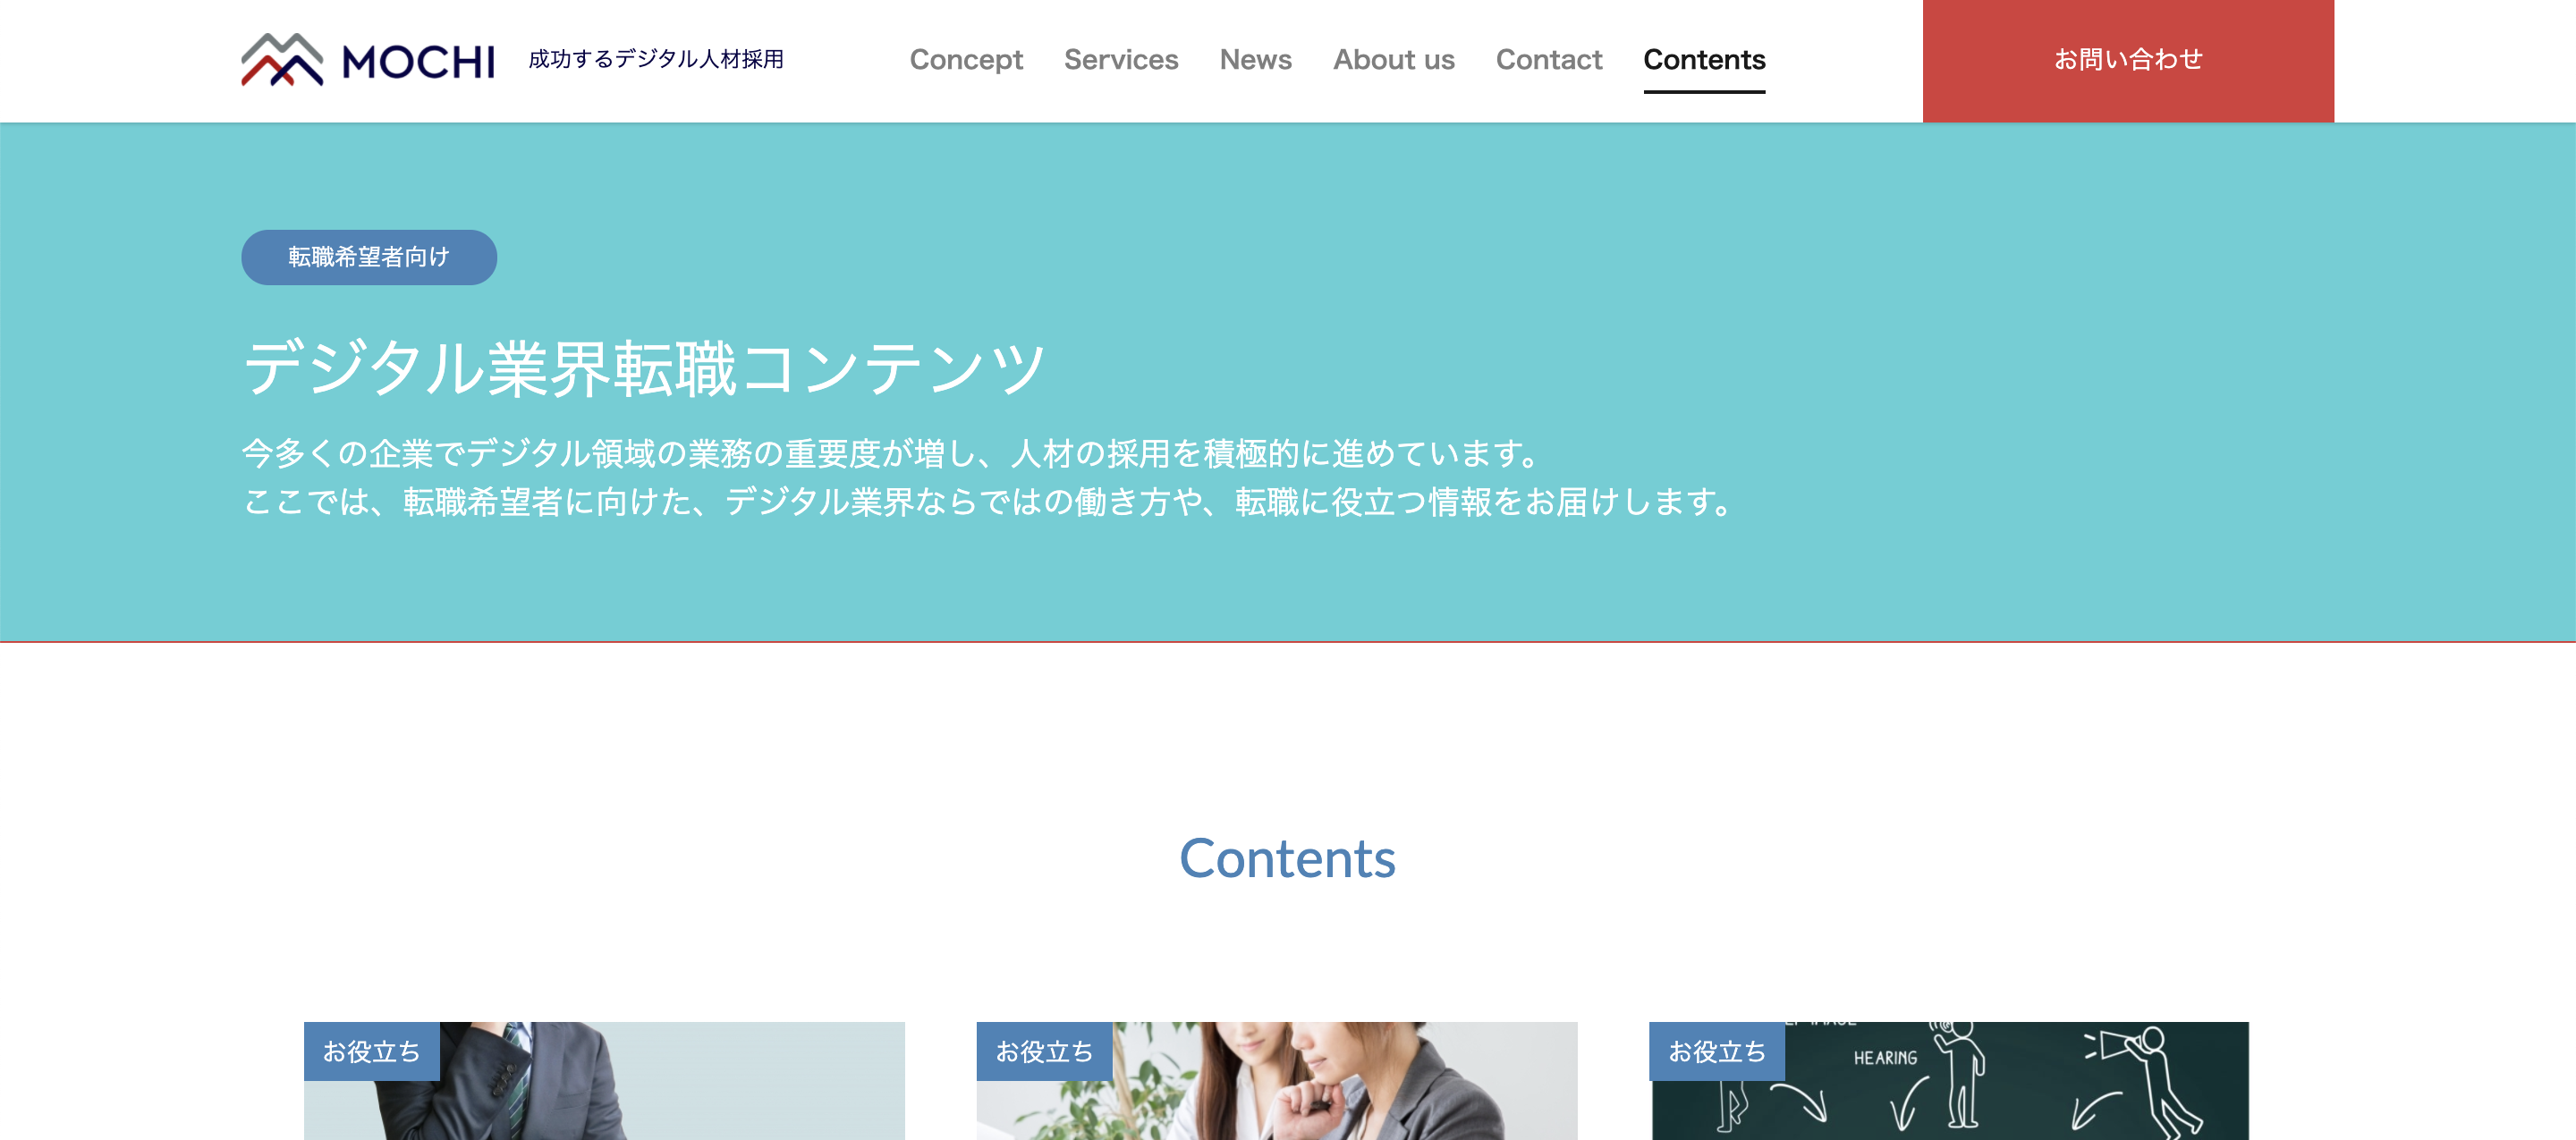 MOCHI
成功するデジタル人材採用
Concept
Services
News
About us
Contact
Contents
お問い合わせ
転職希望者向け
デジタル業界転職コンテンツ
今多くの企業でデジタル領域の業務の重要度が増し、人材の採用を積極的に進めています。
ここでは、転職希望者に向けた、デジタル業界ならではの働き方や、転職に役立つ情報をお届けします。
Contents
お役立ち
お役立ち
お役立ち
IMAGE
HEARING